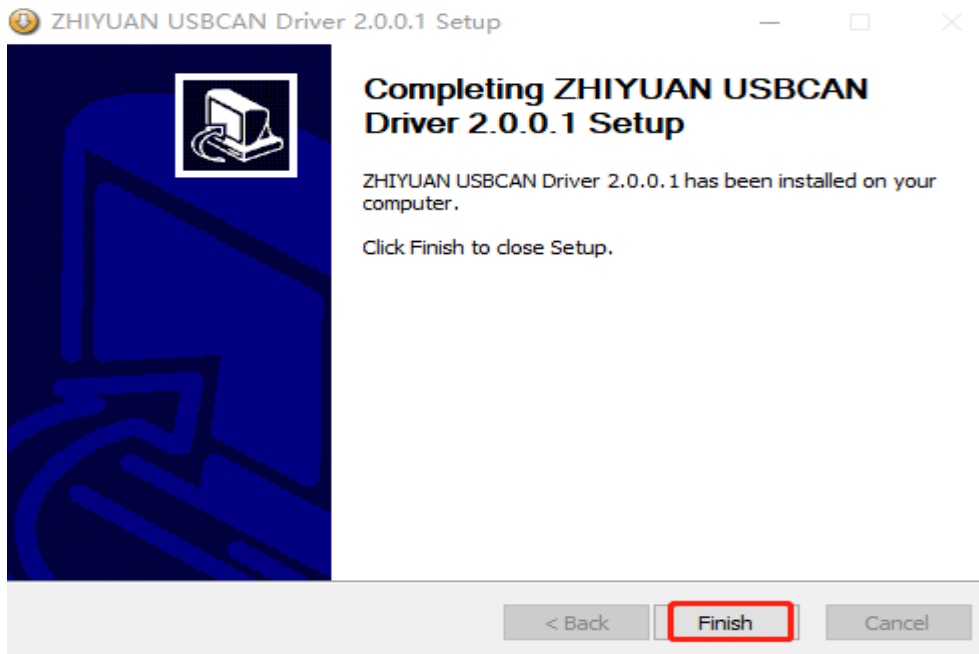 ZHIYUAN USBCAN Driver 2.0.0.1 Setup
Completing ZHIYUAN USBCAN
Driver 2.0.0.1 Setup
ZHIYUAN USBCAN Driver 2.0.0.1 has been installed on your
computer.
Click Finish to close Setup.
< Back
Finish
Cancel